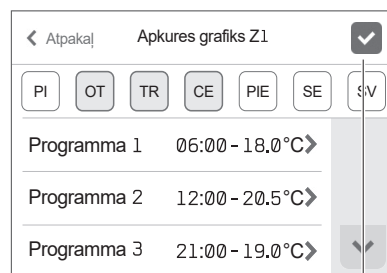 Atpakaļ Apkures grafiks Z1
PI OT TR CE PIE SE SV
Programma 1 06:00 - 18.0°C
Programma 2 12:00 - 20.5°C
Programma 3 21:00 - 19.0°C